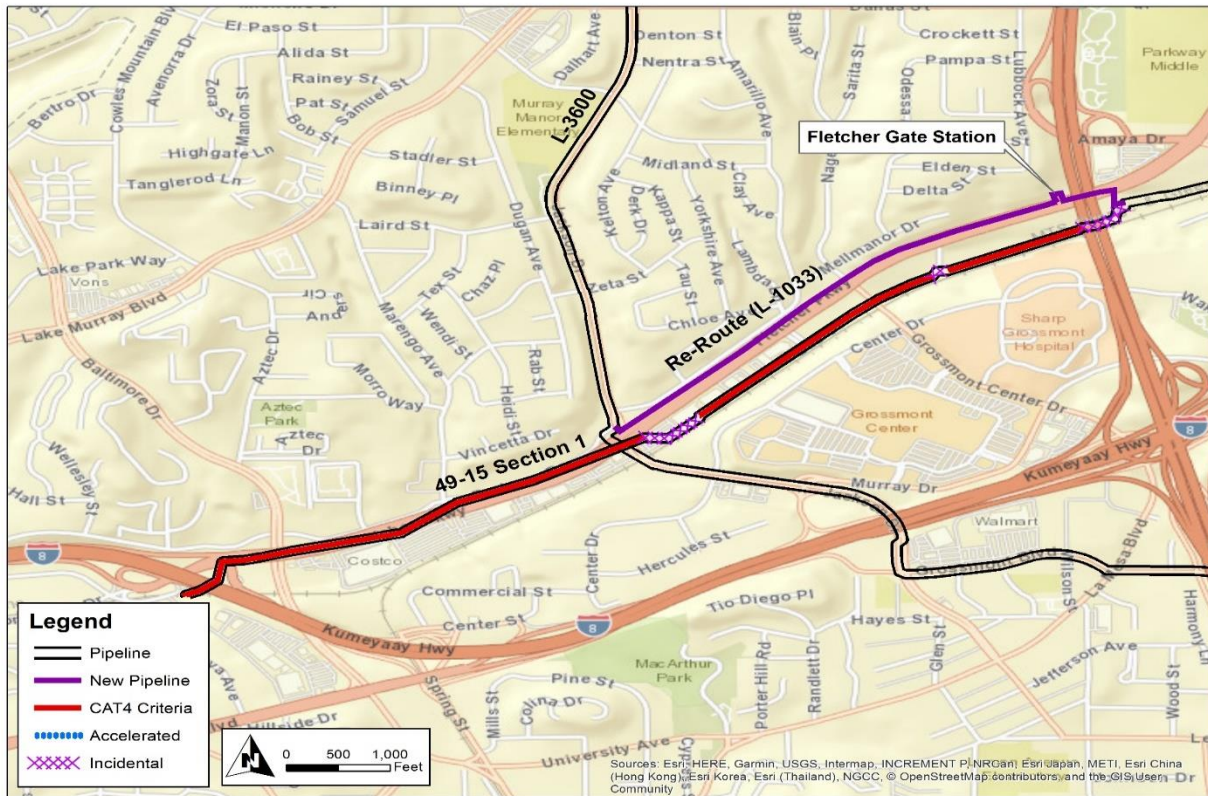 El Paso St
Denton St
Crockett St
Alida St
Dalhart Ave
Nentra St
Blain Pl
Sarita St
Pampa St
Lubbock Ave
Parkway
Middle
Bertro Dr
Cowles Mountain Blvd
Avenorra Dr
Rainey St
Zora St
Manon St
Samuel St
Pat St
Bob St
Murray
Manor
Elementary
L-3600
Amarillo Ave
Odessa
Fletcher Gate Station
Amaya Dr
Highgate Ln
Stadler St
Midland St
Elden St
Tanglerod Ln
Binney Pl
Kelton Ave
Derk Dr
Kappa St
Yorkshire Ave
Clay Ave
Delta St
Laird St
Dugan Ave
Mellmanor Dr
Lambda
Lake Park Way
Vons
Tex St
Chaz Pl
Zeta St
Tau St
Lake Murray Blvd
Marengo Ave
Wendi St
Chloe Ave
Re-Route (L-1033)
Center Dr
Sharp
Grossmont
Hospital
Baltimore Dr
Aztec Dr
Rab St
Grossmont Center Dr
Morro Way
Heidi St
Aztec
Park
Aztec
Dr
Vincetta Dr
Grossmont
Center
49-15 Section 1
Wellesley St
Hall St
Kumeyaay Hwy
8
Murray Dr
8
Costco
Center Dr
Hercules St
Walmart
Grossmont Blvd
Wilson St
La Mesa Blvd
Commercial St
Tio Diego Pl
Center St
8
Hayes St
Harmony Ln
Kumeyaay Hwy
Porter Hill Rd
Randlett Dr
Glen St
Jefferson Ave
Wood St
MacArthur
Park
Spring St
Mills St
Pine St
Colina Dr
University Ave
Hillside Dr
Legend
Pipeline
New Pipeline
CAT4 Criteria
Accelerated
Incidental
N
0 500 1,000
Feet
Sources: Esri, HERE, Garmin, USGS, Intermap, INCREMENT P, NRCan, Esri Japan, METI, Esri China
(Hong Kong), Esri Korea, Esri (Thailand), NGCC, © OpenStreetMap contributors, and the GIS User
Community